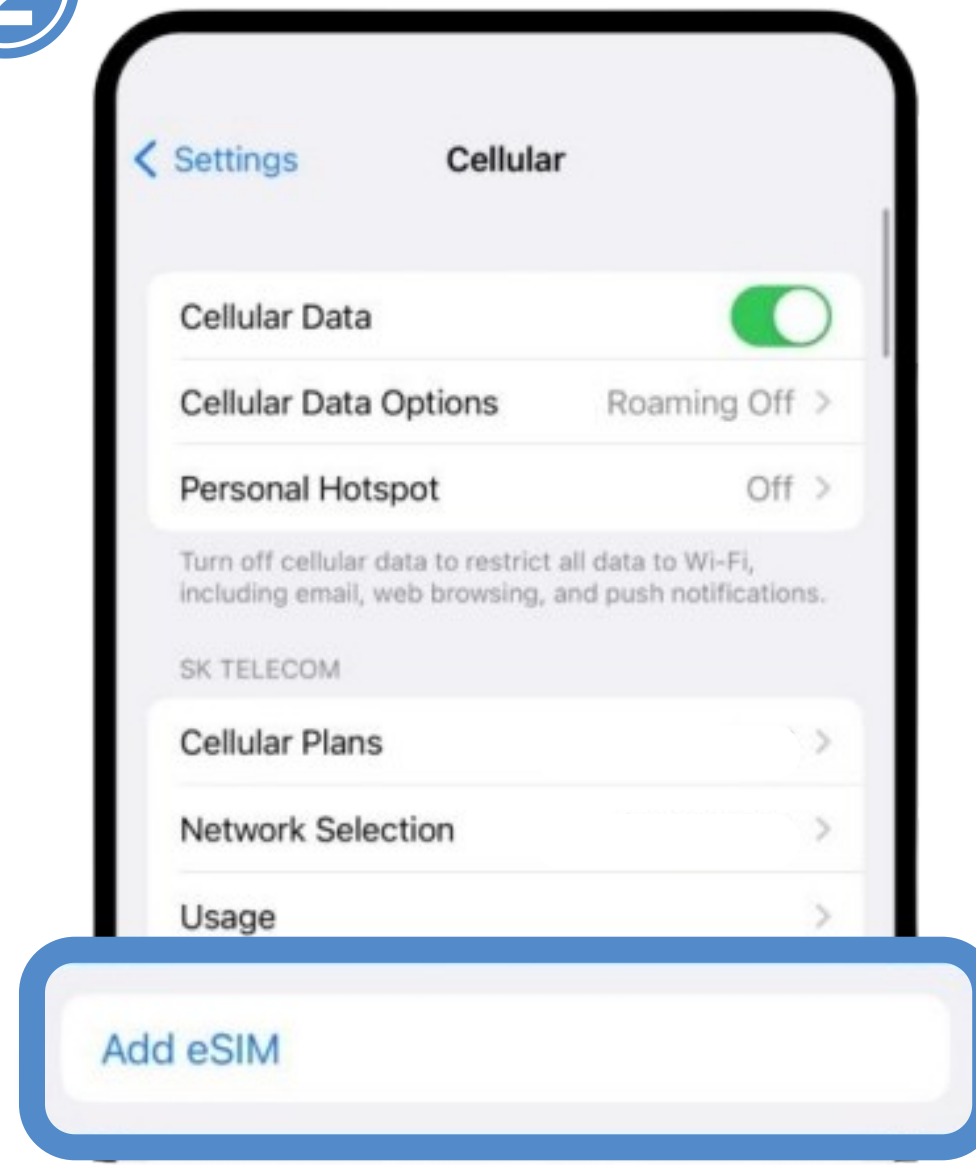 2
Settings
Cellular
Cellular Data
Cellular Data Options Roaming Off
Personal Hotspot Off
Turn off cellular data to restrict all data to Wi-Fi,
including email, web browsing, and push notifications.
SK TELECOM
Cellular Plans
Network Selection
Usage
Add eSIM